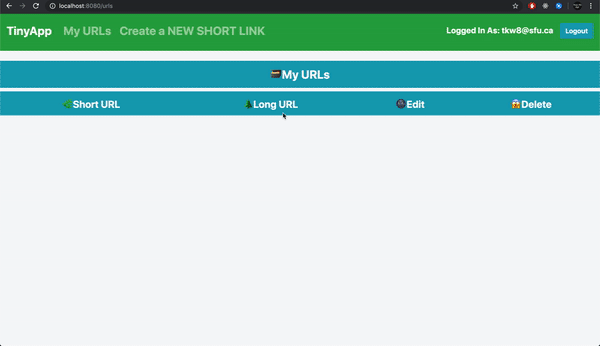 localhost:8080/urls
TinyApp My URLs Create a NEW SHORT LINK Logged In As: tkw8@sfu.ca Logout
My URLs
Short URL Long URL Edit Delete